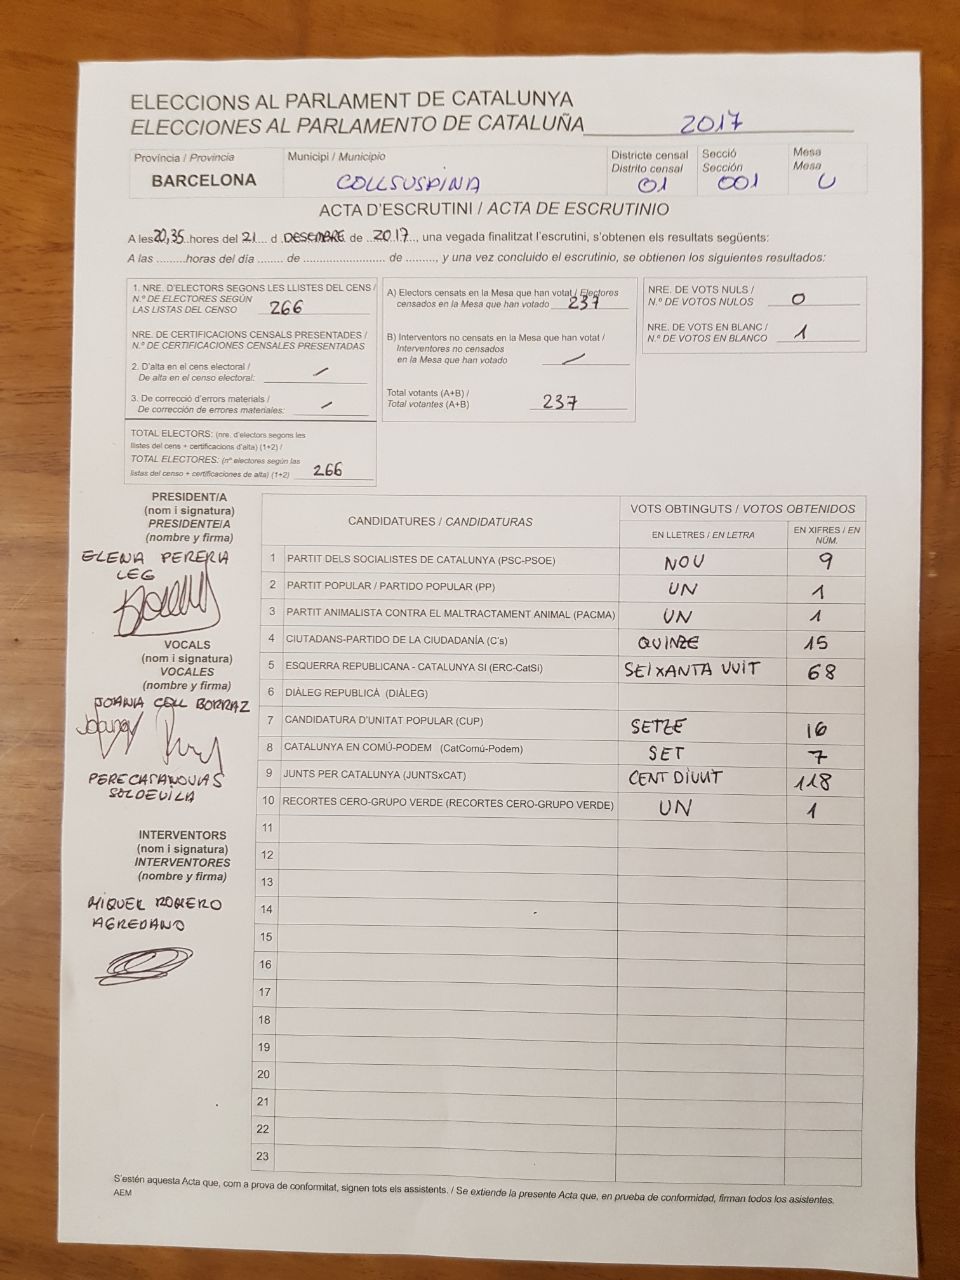 ELECCIONS AL PARLAMENT DE CATALUNYA
ELECCIONES AL PARLAMENTO DE CATALUÑA 2017
Província / Provincia
BARCELONA
Municipi / Municipio
COLLSUSPINA
Districte censal
Distrito censal
01
Secció
Sección
001
Mesa
Mesa
U
ACTA D'ESCRUTINI / ACTA DE ESCRUTINIO
A les 20,35 hores del 21 d DESEMBRE de 2017, una vegada finalitzat l'escrutini, s'obtenen els resultats següents:
A las .........horas del día ....... de ........................ de ........., y una vez concluido el escrutinio, se obtienen los siguientes resultados:
1. NRE. D'ELECTORS SEGONS LES LLISTES DEL CENS /
N.º DE ELECTORES SEGÚN
LAS LISTAS DEL CENSO 266
NRE. DE CERTIFICACIONS CENSALS PRESENTADES /
N.º DE CERTIFICACIONES CENSALES PRESENTADAS
2. D'alta en el cens electoral /
De alta en el censo electoral: /
3. De correcció d'errors materials /
De corrección de errores materiales: /
TOTAL ELECTORS: (nre. d'electors segons les
llistes del cens + certificacions d'alta) (1+2) /
TOTAL ELECTORES: (nº electores según las
listas del censo + certificaciones de alta) (1+2) 266
A) Electors censats en la Mesa que han votat / Electores
censados en la Mesa que han votado 237
B) Interventors no censats en la Mesa que han votat /
Interventores no censados
en la Mesa que han votado /
Total votants (A+B) /
Total votantes (A+B) 237
NRE. DE VOTS NULS /
N.º DE VOTOS NULOS 0
NRE. DE VOTS EN BLANC /
N.º DE VOTOS EN BLANCO 1
PRESIDENT/A
(nom i signatura)
PRESIDENTE/A
(nombre y firma)
ELENA PERERIA
LEG
VOCALS
(nom i signatura)
VOCALES
(nombre y firma)
JOANA COLL BORRAZ
PERE CASANOVAS
SOLDEVILA
INTERVENTORS
(nom i signatura)
INTERVENTORES
(nombre y firma)
MIQUEL ROMERO
AGREDANO
CANDIDATURES / CANDIDATURAS
VOTS OBTINGUTS / VOTOS OBTENIDOS
EN LLETRES / EN LETRA
EN XIFRES / EN
NÚM.
1 PARTIT DELS SOCIALISTES DE CATALUNYA (PSC-PSOE) NOU 9
2 PARTIT POPULAR / PARTIDO POPULAR (PP) UN 1
3 PARTIT ANIMALISTA CONTRA EL MALTRACTAMENT ANIMAL (PACMA) UN 1
4 CIUTADANS-PARTIDO DE LA CIUDADANÍA (C's) QUINZE 15
5 ESQUERRA REPUBLICANA - CATALUNYA SI (ERC-CatSí) SEIXANTA VUIT 68
6 DIÀLEG REPUBLICÀ (DIÀLEG)
7 CANDIDATURA D'UNITAT POPULAR (CUP) SETZE 16
8 CATALUNYA EN COMÚ-PODEM (CatComú-Podem) SET 7
9 JUNTS PER CATALUNYA (JUNTSxCAT) CENT DIVUIT 118
10 RECORTES CERO-GRUPO VERDE (RECORTES CERO-GRUPO VERDE) UN 1
11
12
13
14
15
16
17
18
19
20
21
22
23
S'estén aquesta Acta que, com a prova de conformitat, signen tots els assistents. / Se extiende la presente Acta que, en prueba de conformidad, firman todos los asistentes.
AEM